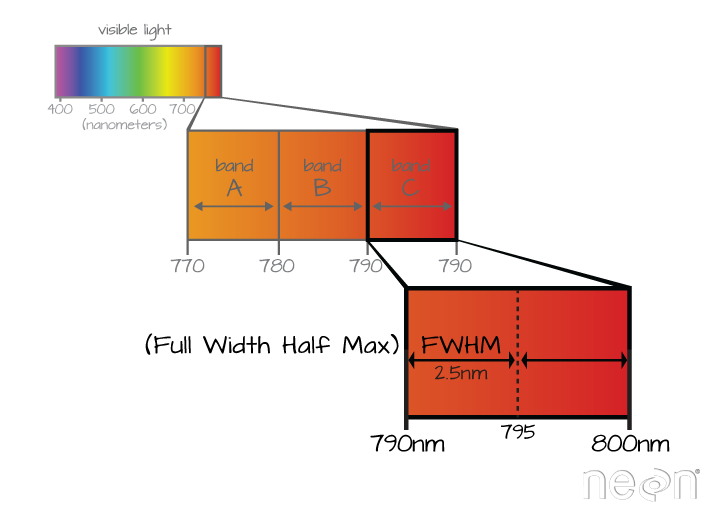 visible light
400 500 600 700
(nanometers)
band band band
A B C
770 780 790 790
(Full Width Half Max) FWHM
2.5nm
795
790nm 800nm
neon®